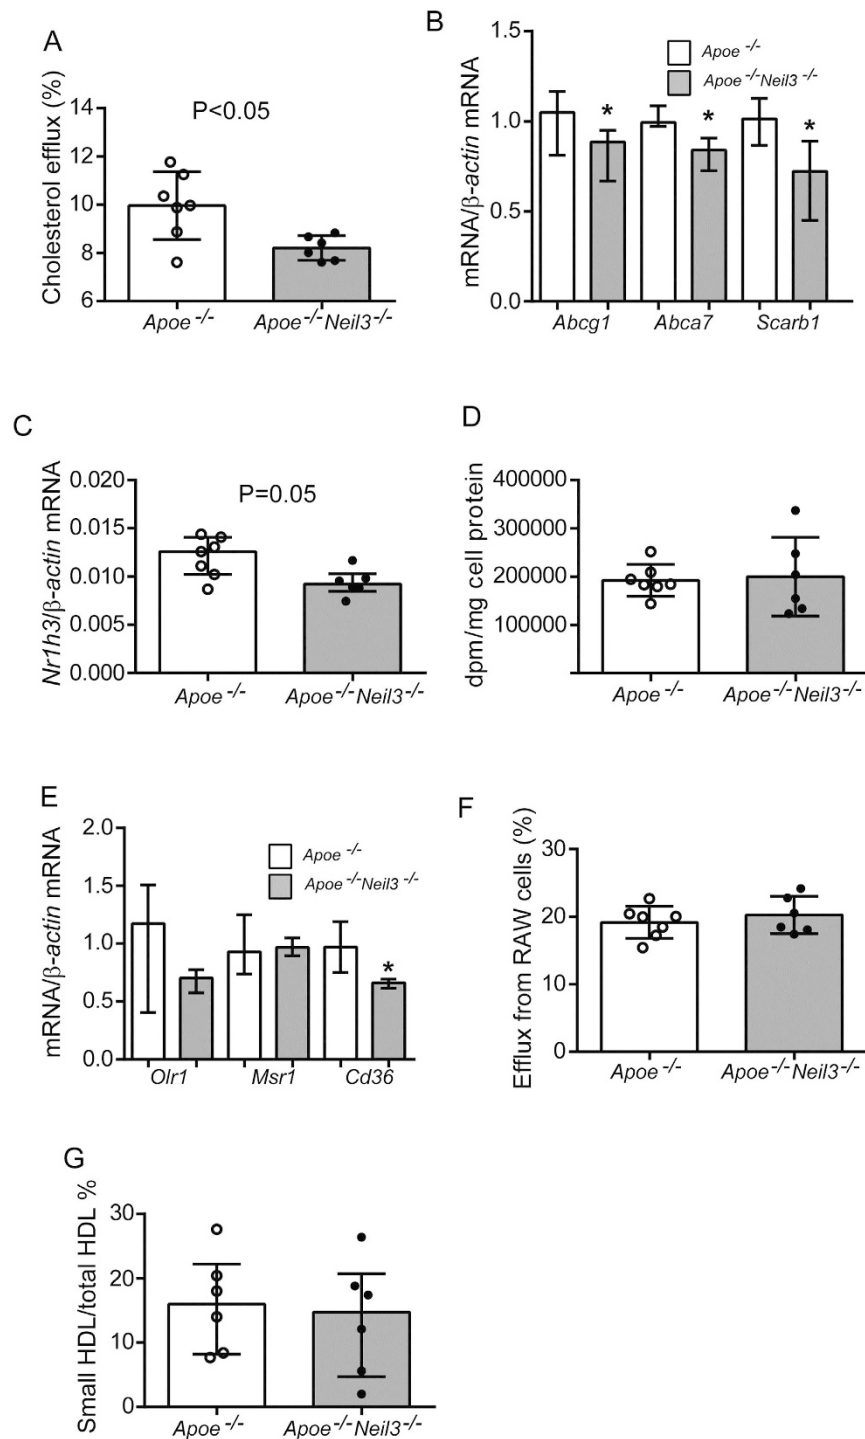 A
Cholesterol efflux (%)
14
12
10
8
6
P<0.05
Apoe -/-
Apoe-/-Neil3-/-
B
mRNA/β-actin mRNA
1.5
1.0
0.5
0.0
Apoe -/-
Apoe-/-Neil3 -/-
* * *
Abcg1 Abca7 Scarb1
C
Nr1h3/β-actin mRNA
0.020
0.015
0.010
0.005
0.000
P=0.05
Apoe -/-
Apoe-/-Neil3-/-
D
dpm/mg cell protein
400000
300000
200000
100000
Apoe -/-
Apoe-/-Neil3-/-
E
mRNA/β-actin mRNA
2.0
1.5
1.0
0.5
0.0
Apoe -/-
Apoe-/-Neil3 -/-
*
Olr1 Msr1 Cd36
F
Efflux from RAW cells (%)
30
20
10
0
Apoe -/-
Apoe-/-Neil3-/-
G
Small HDL/total HDL %
30
20
10
0
Apoe -/-
Apoe-/-Neil3-/-